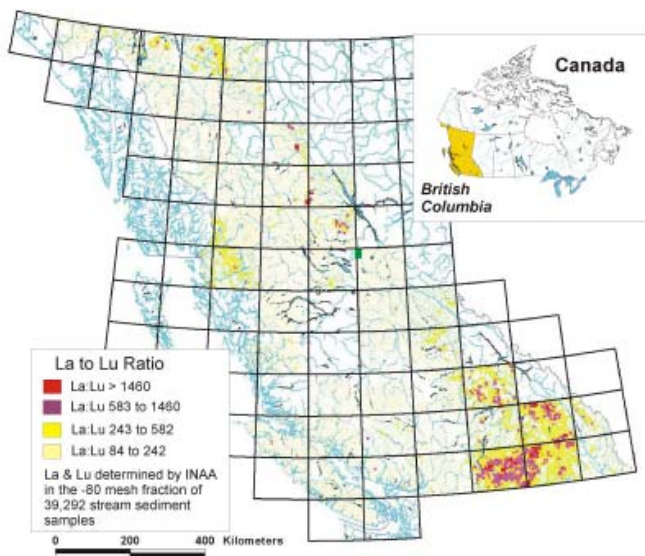 Canada
British
Columbia
La to Lu Ratio
La:Lu > 1460
La:Lu 583 to 1460
La:Lu 243 to 582
La:Lu 84 to 242
La & Lu determined by INAA
in the -80 mesh fraction of
39,292 stream sediment
samples
0 200 400 Kilometers